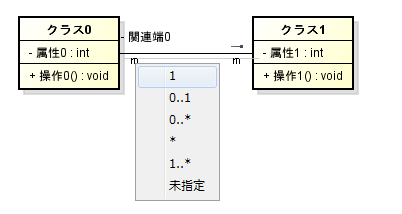 クラス0
- 属性0 : int
+ 操作0() : void
- 関連端0
m
m
クラス1
- 属性1 : int
+ 操作1() : void
1
0..1
0..*
*
1..*
未指定